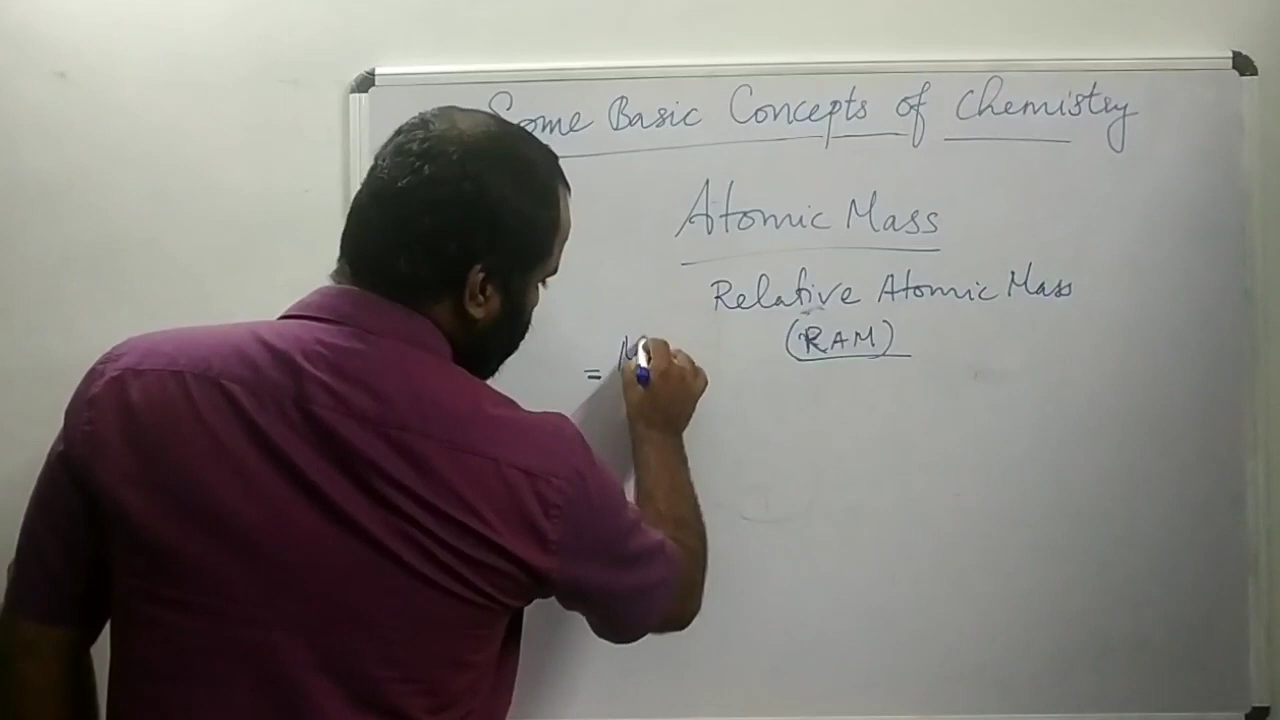 Some Basic Concepts of Chemistry
Atomic Mass
Relative Atomic Mass
(RAM)
= M